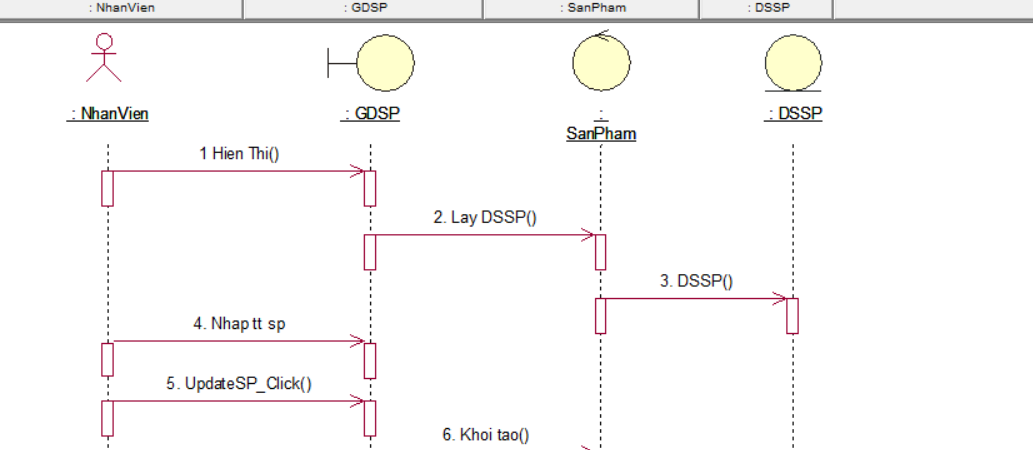 : NhanVien
: GDSP
: SanPham
: DSSP
: NhanVien
: GDSP
:
SanPham
: DSSP
1 Hien Thi()
2. Lay DSSP()
3. DSSP()
4. Nhap tt sp
5. UpdateSP_Click()
6. Khoi tao()